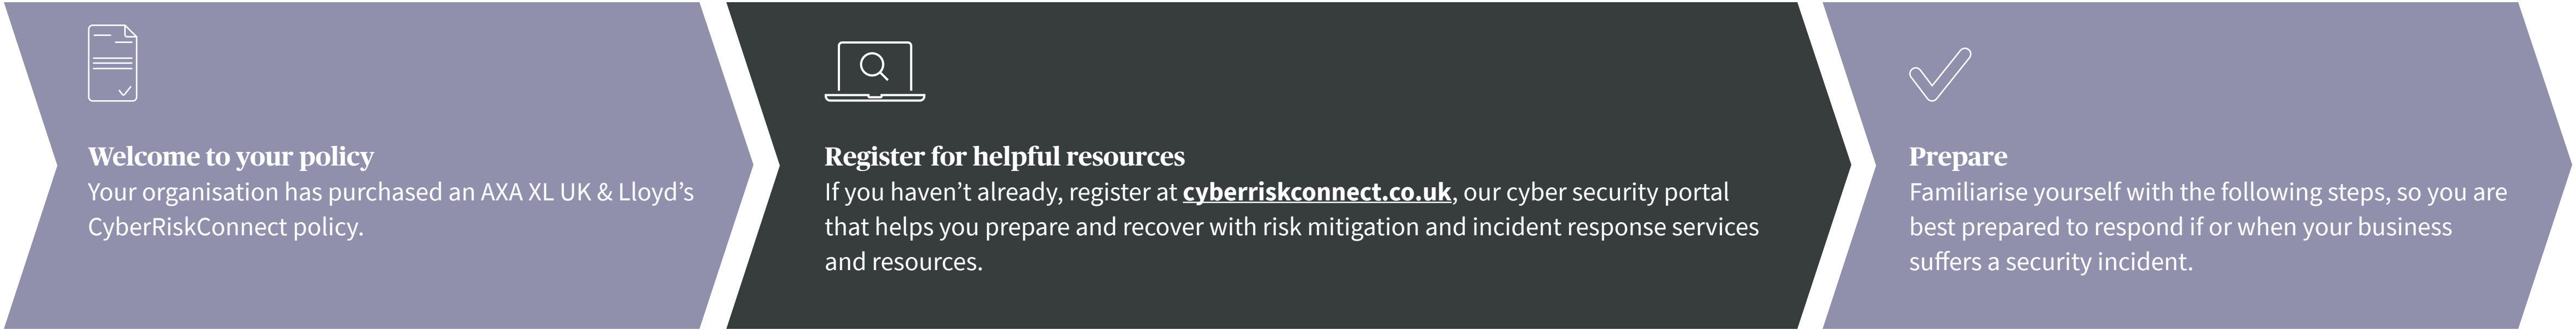 Welcome to your policy
Your organisation has purchased an AXA XL UK & Lloyd’s
CyberRiskConnect policy.
Register for helpful resources
If you haven’t already, register at cyberriskconnect.co.uk, our cyber security portal
that helps you prepare and recover with risk mitigation and incident response services
and resources.
Prepare
Familiarise yourself with the following steps, so you are
best prepared to respond if or when your business
suffers a security incident.